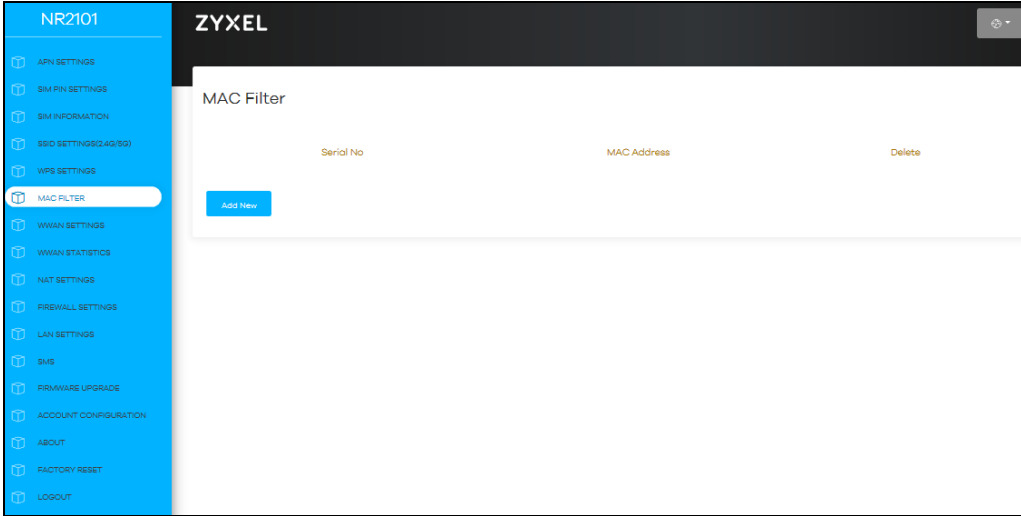 NR2101
APN SETTINGS
SIM PIN SETTINGS
SIM INFORMATION
SSID SETTINGS(2.4G/5G)
WPS SETTINGS
MAC FILTER
WWAN SETTINGS
WWAN STATISTICS
NAT SETTINGS
FIREWALL SETTINGS
LAN SETTINGS
SMS
FIRMWARE UPGRADE
ACCOUNT CONFIGURATION
ABOUT
FACTORY RESET
LOGOUT
ZYXEL
MAC Filter
Serial No MAC Address Delete
Add New